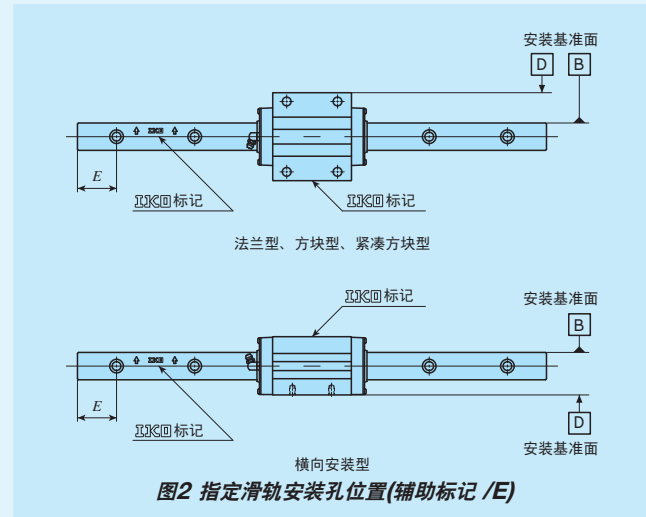 安装基准面
D B
IKO
E
IKO标记
IKO标记
法兰型、方块型、紧凑方块型
IKO标记
安装基准面
B
IKO
E
IKO标记
D
安装基准面
横向安装型
图2 指定滑轨安装孔位置(辅助标记 /E)